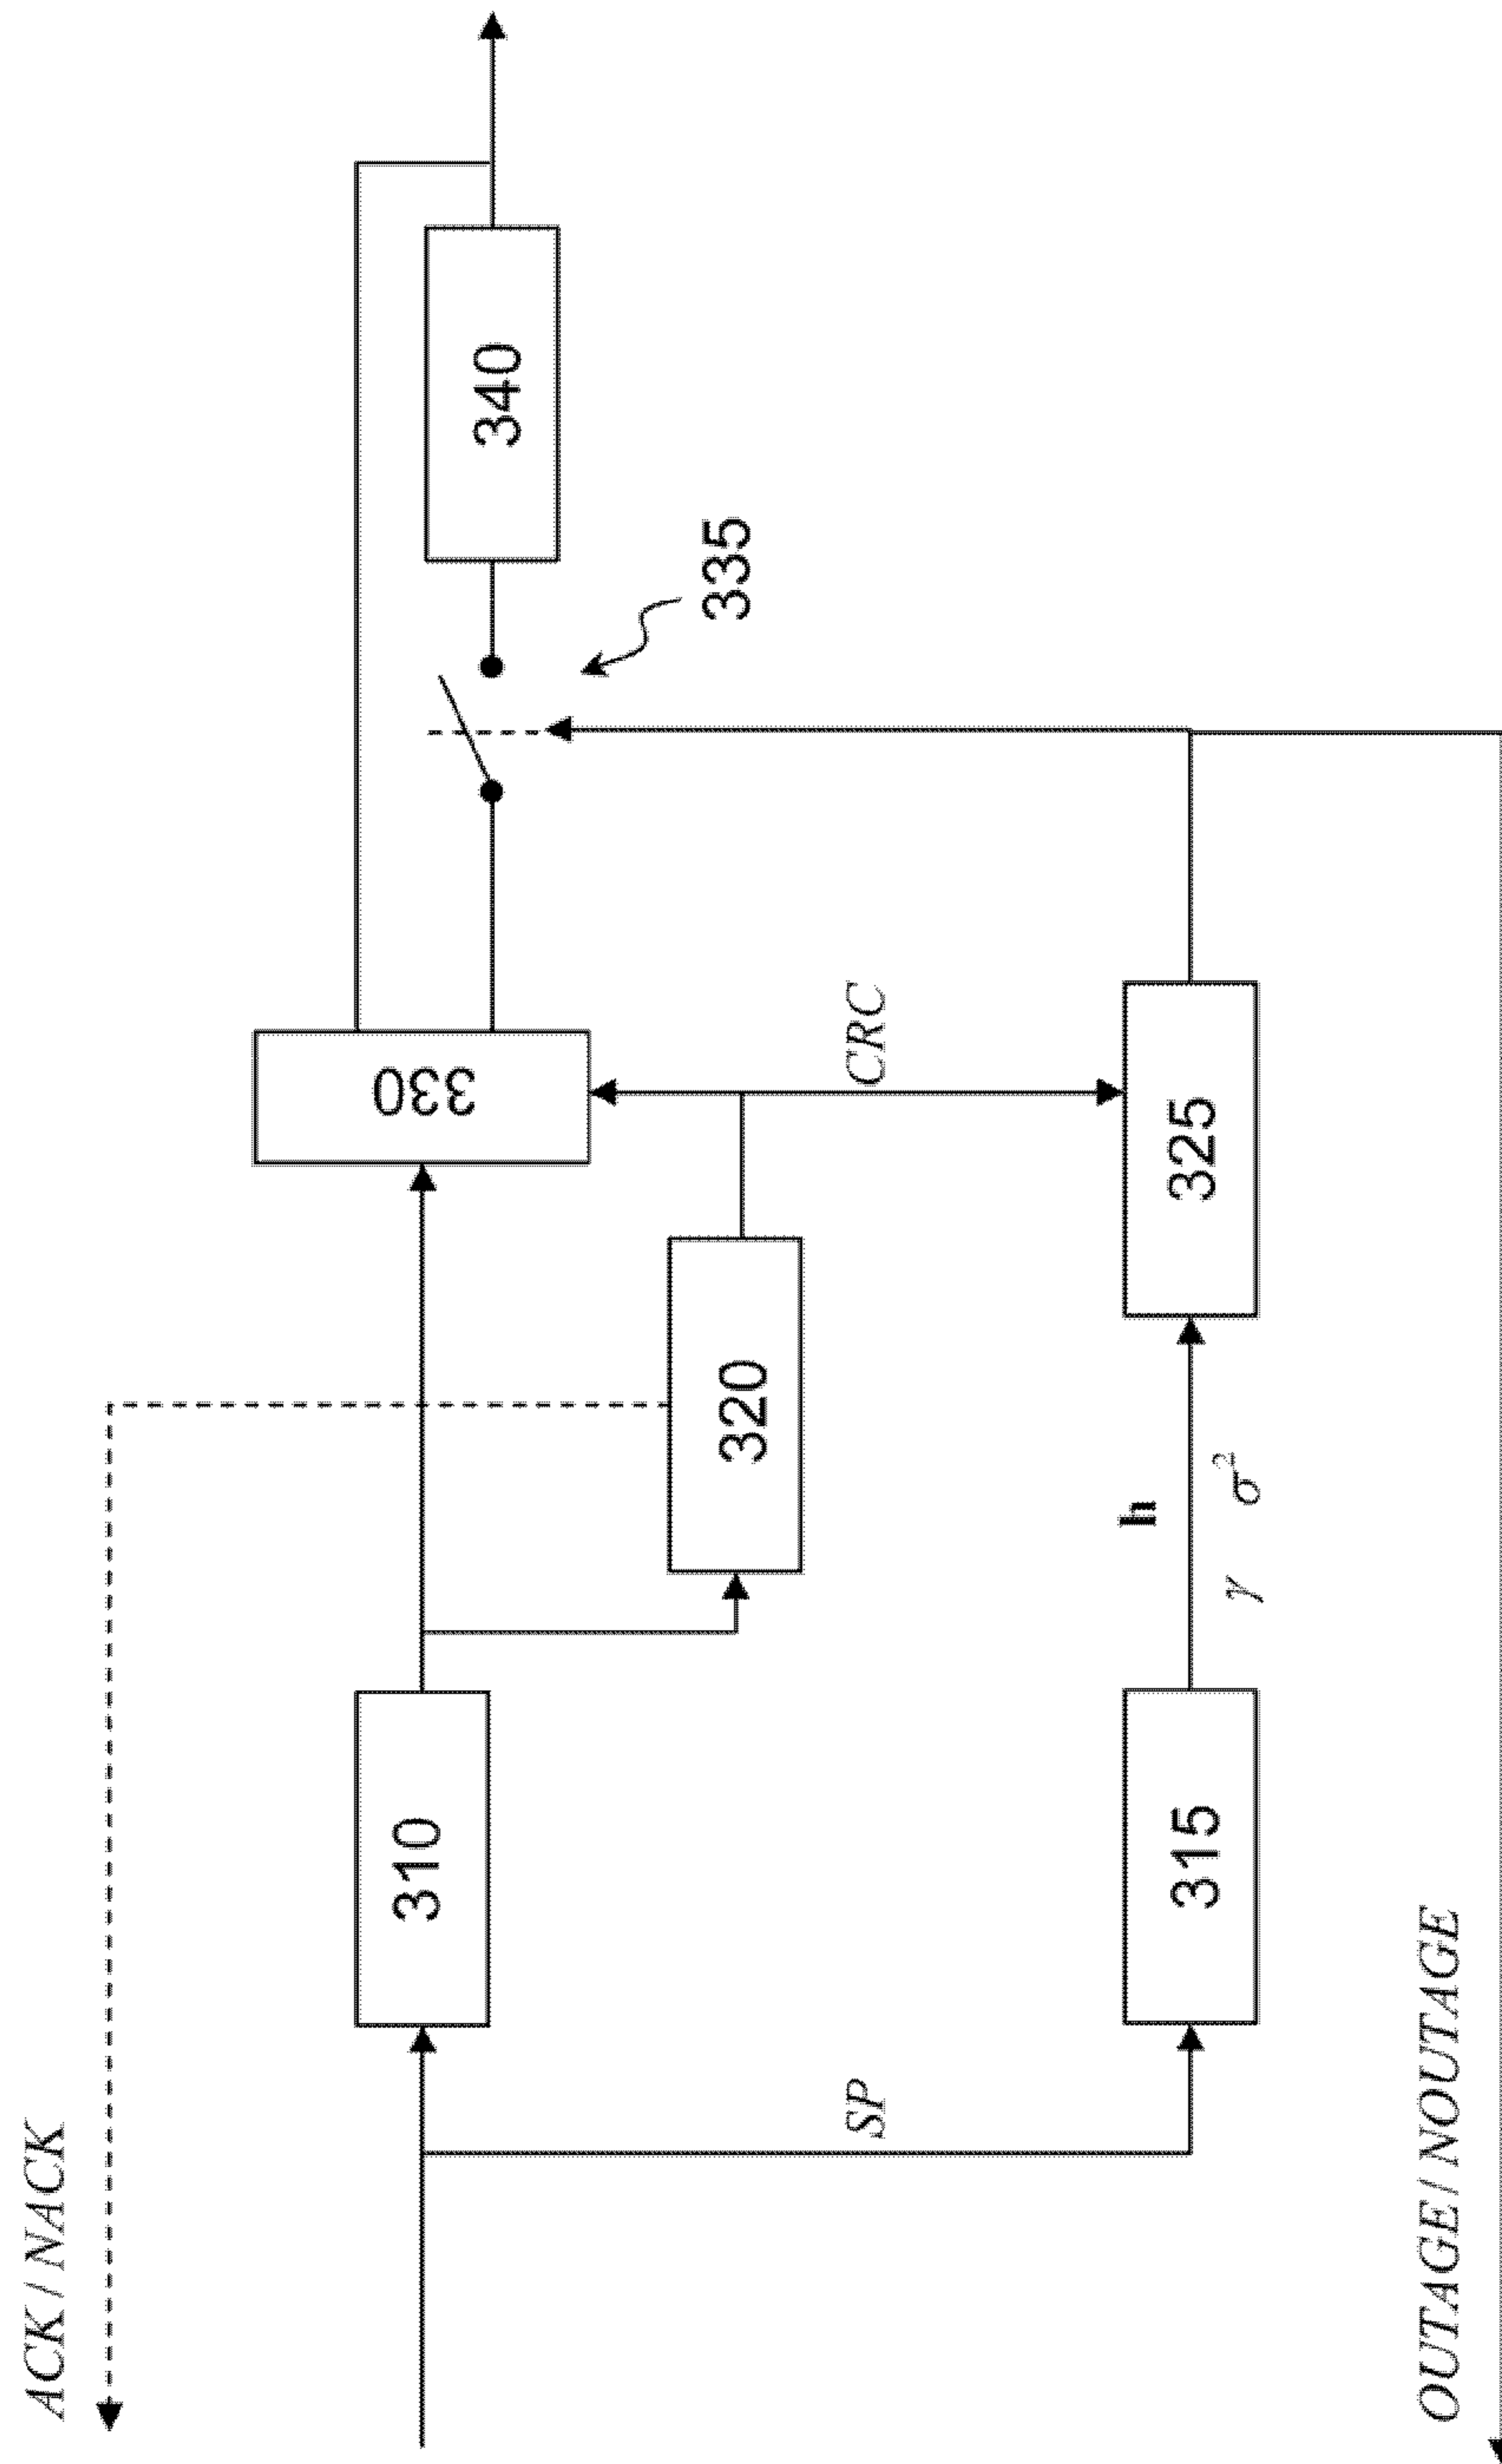 ACK / NACK
310
320
330
340
335
CRC
SP
315
h
γ σ²
325
OUTAGE / NOUTAGE